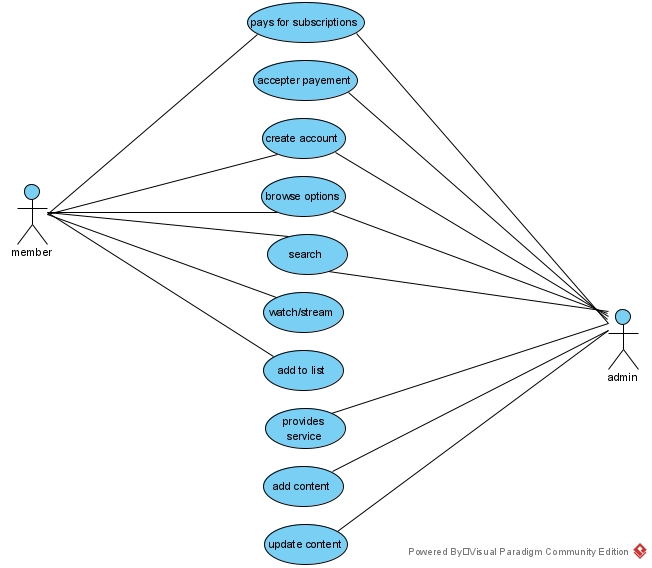 pays for subscriptions
accepter payement
create account
browse options
search
member
watch/stream
add to list
admin
provides
service
add content
update content
Powered By□Visual Paradigm Community Edition